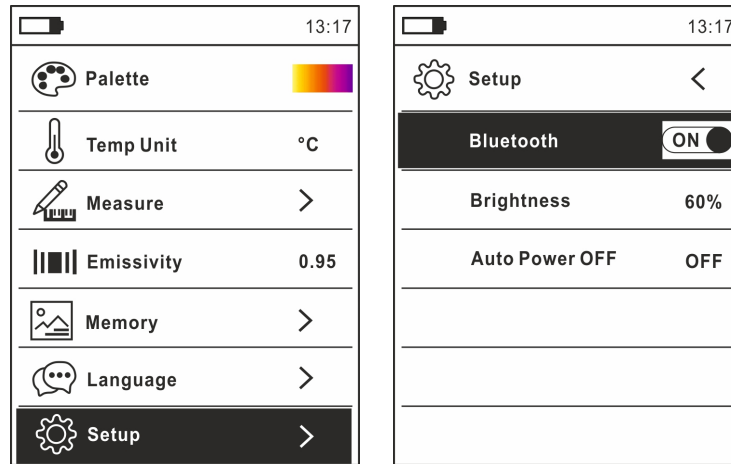 13:17
Palette
Temp Unit °C
Measure >
Emissivity 0.95
Memory >
Language >
Setup >
13:17
Setup <
Bluetooth ON
Brightness 60%
Auto Power OFF OFF